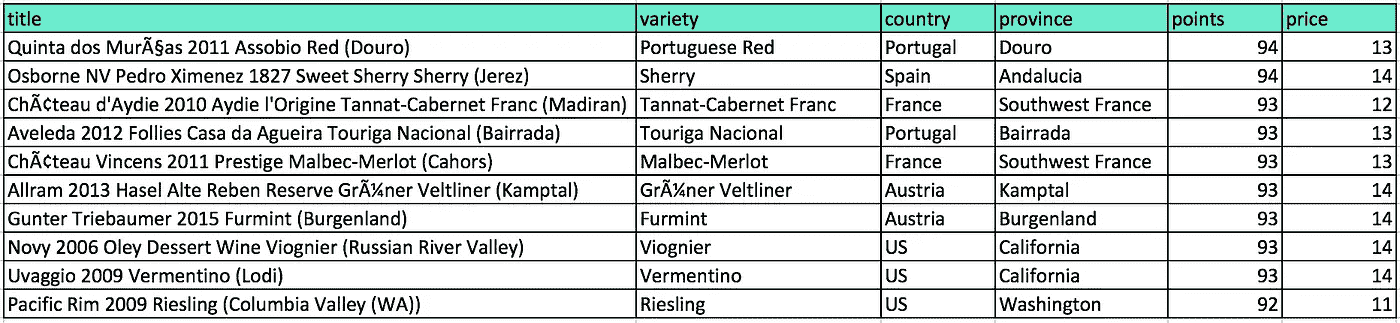 title variety country province points price
Quinta dos MurÃ§as 2011 Assobio Red (Douro) Portuguese Red Portugal Douro 94 13
Osborne NV Pedro Ximenez 1827 Sweet Sherry Sherry (Jerez) Sherry Spain Andalucia 94 14
ChÃ¢teau d'Aydie 2010 Aydie l'Origine Tannat-Cabernet Franc (Madiran) Tannat-Cabernet Franc France Southwest France 93 12
Aveleda 2012 Follies Casa da Agueira Touriga Nacional (Bairrada) Touriga Nacional Portugal Bairrada 93 13
ChÃ¢teau Vincens 2011 Prestige Malbec-Merlot (Cahors) Malbec-Merlot France Southwest France 93 13
Allram 2013 Hasel Alte Reben Reserve GrÃ¼ner Veltliner (Kamptal) GrÃ¼ner Veltliner Austria Kamptal 93 14
Gunter Triebaumer 2015 Furmint (Burgenland) Furmint Austria Burgenland 93 14
Novy 2006 Oley Dessert Wine Viognier (Russian River Valley) Viognier US California 93 14
Uvaggio 2009 Vermentino (Lodi) Vermentino US California 93 14
Pacific Rim 2009 Riesling (Columbia Valley (WA)) Riesling US Washington 92 11